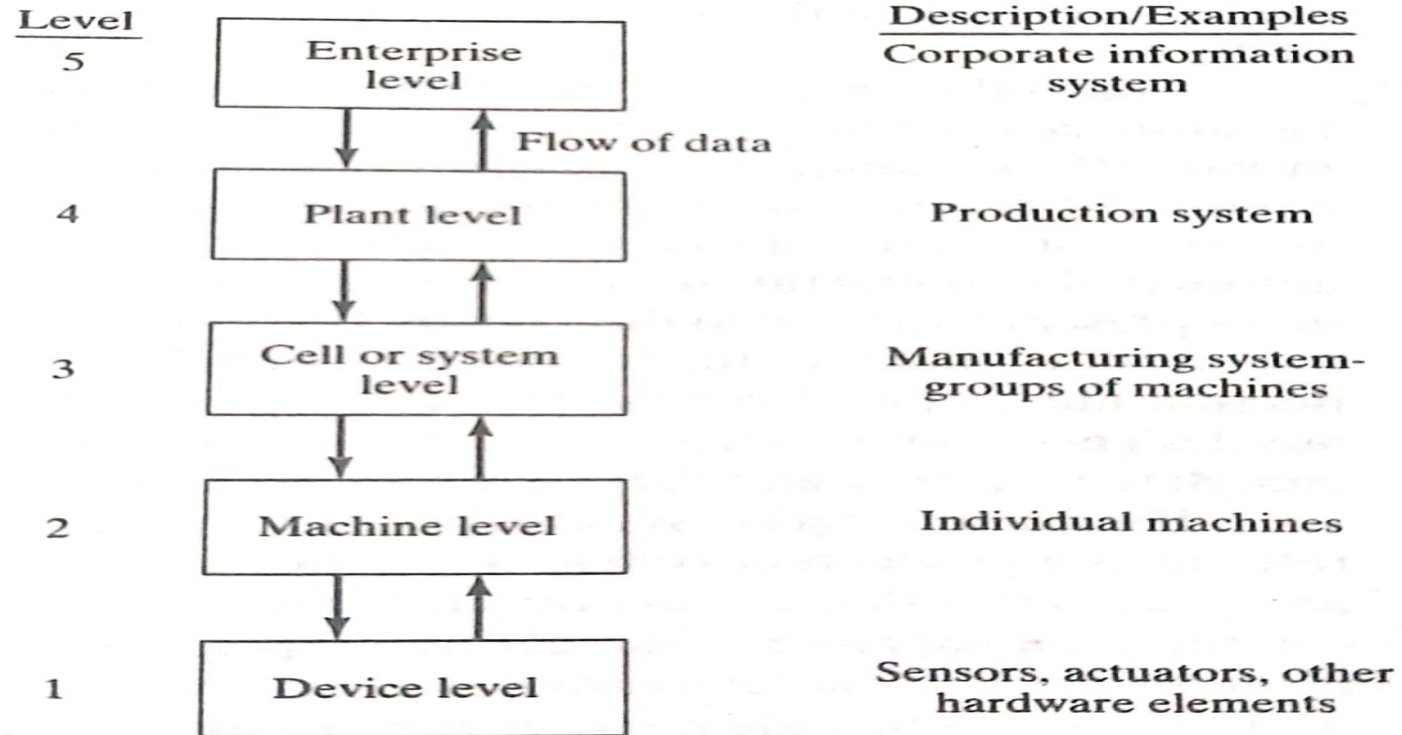 Level
Description/Examples
5
Enterprise
level
Corporate information
system
Flow of data
4
Plant level
Production system
3
Cell or system
level
Manufacturing system-
groups of machines
2
Machine level
Individual machines
1
Device level
Sensors, actuators, other
hardware elements